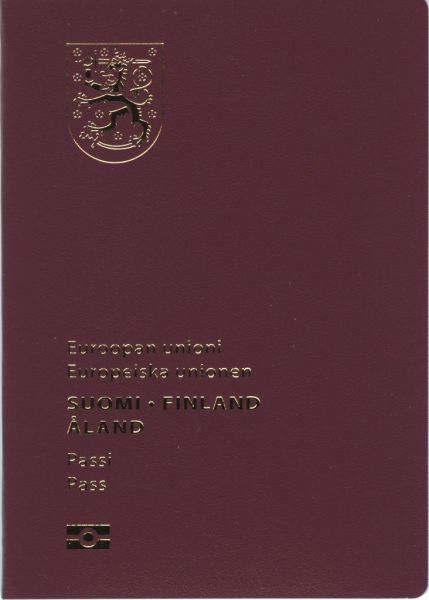 Euroopan unioni
Europeiska unionen
SUOMI • FINLAND
ÅLAND
Passi
Pass